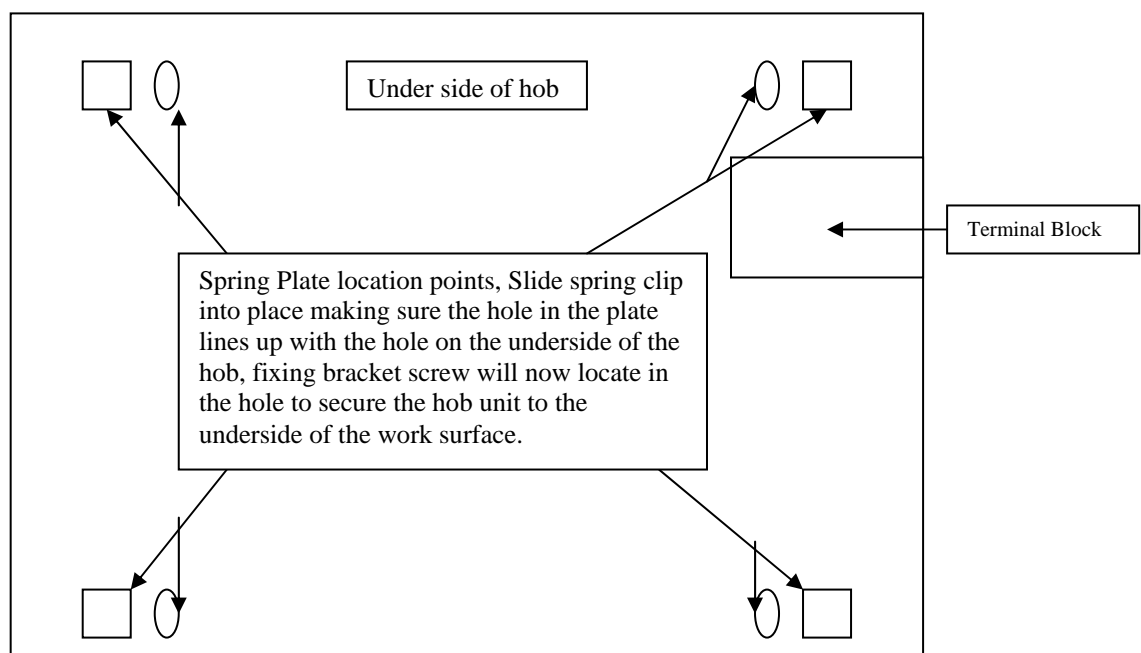 Under side of hob
Terminal Block
Spring Plate location points, Slide spring clip
into place making sure the hole in the plate
lines up with the hole on the underside of the
hob, fixing bracket screw will now locate in
the hole to secure the hob unit to the
underside of the work surface.